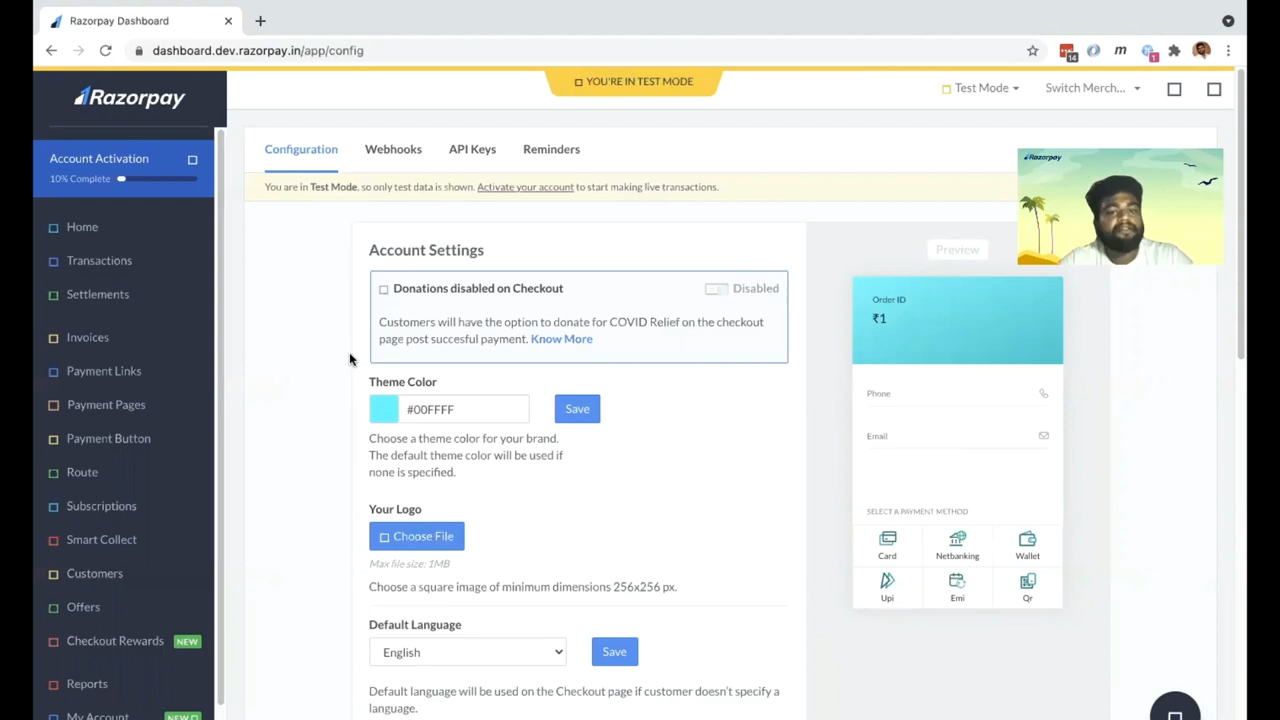 Razorpay Dashboard
dashboard.dev.razorpay.in/app/config
14
m
1
Razorpay
YOU'RE IN TEST MODE
Test Mode
Switch Merch...
Account Activation
10% Complete
Home
Transactions
Settlements
Invoices
Payment Links
Payment Pages
Payment Button
Route
Subscriptions
Smart Collect
Customers
Offers
Checkout Rewards NEW
Reports
My Account NEW
Configuration Webhooks API Keys Reminders
You are in Test Mode, so only test data is shown. Activate your account to start making live transactions.
Account Settings
Donations disabled on Checkout Disabled
Customers will have the option to donate for COVID Relief on the checkout
page post succesful payment. Know More
Theme Color
#00FFFF Save
Choose a theme color for your brand.
The default theme color will be used if
none is specified.
Your Logo
Choose File
Max file size: 1MB
Choose a square image of minimum dimensions 256x256 px.
Default Language
English Save
Default language will be used on the Checkout page if customer doesn't specify a
language.
Preview
Order ID
₹1
Phone
Email
SELECT A PAYMENT METHOD
Card Netbanking Wallet
Upi Emi Qr
Razorpay